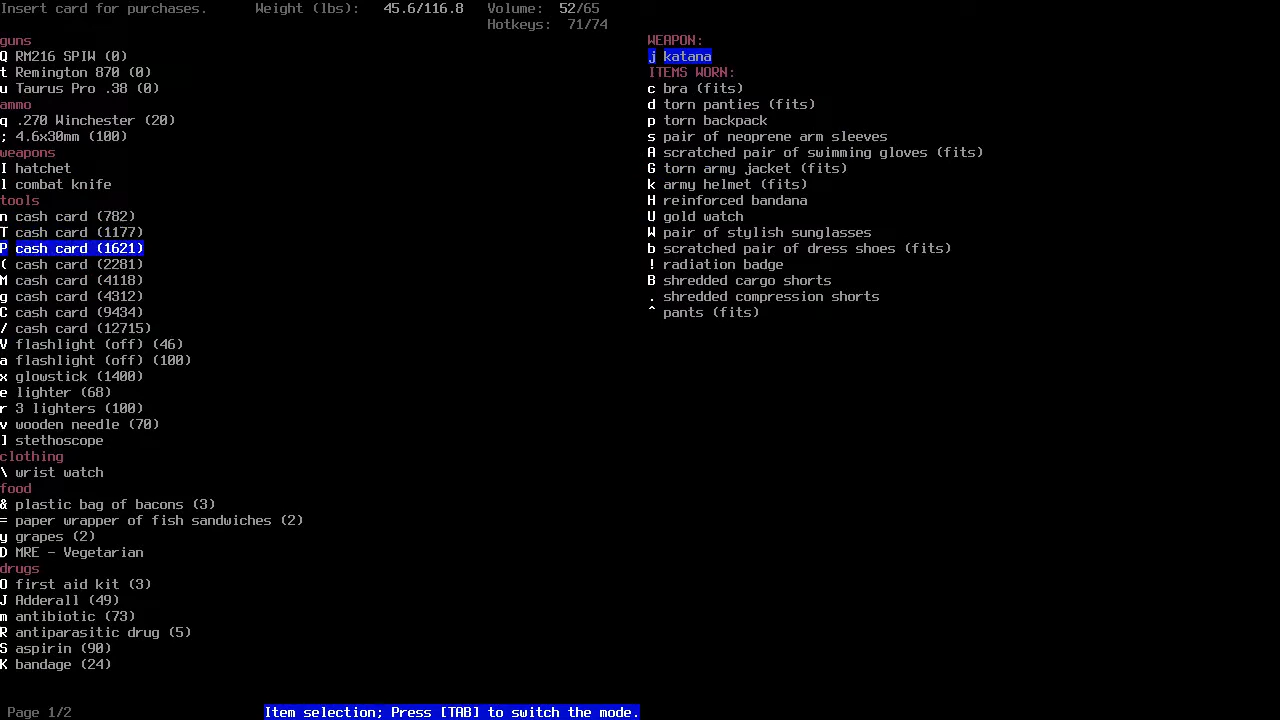 Insert card for purchases. Weight (lbs): 45.6/116.8 Volume: 52/65
Hotkeys: 71/74
guns
Q RM216 SPIW (0)
t Remington 870 (0)
u Taurus Pro .38 (0)
ammo
q .270 Winchester (20)
; 4.6x30mm (100)
weapons
I hatchet
l combat knife
tools
n cash card (782)
T cash card (1177)
P cash card (1621)
( cash card (2281)
M cash card (4118)
g cash card (4312)
C cash card (9434)
/ cash card (12715)
V flashlight (off) (46)
a flashlight (off) (100)
x glowstick (1400)
e lighter (68)
r 3 lighters (100)
v wooden needle (70)
] stethoscope
clothing
\ wrist watch
food
& plastic bag of bacons (3)
= paper wrapper of fish sandwiches (2)
y grapes (2)
D MRE - Vegetarian
drugs
O first aid kit (3)
J Adderall (49)
m antibiotic (73)
R antiparasitic drug (5)
S aspirin (90)
K bandage (24)
WEAPON:
j katana
ITEMS WORN:
c bra (fits)
d torn panties (fits)
p torn backpack
s pair of neoprene arm sleeves
A scratched pair of swimming gloves (fits)
G torn army jacket (fits)
k army helmet (fits)
H reinforced bandana
U gold watch
W pair of stylish sunglasses
b scratched pair of dress shoes (fits)
! radiation badge
B shredded cargo shorts
. shredded compression shorts
^ pants (fits)
Page 1/2
Item selection; Press [TAB] to switch the mode.